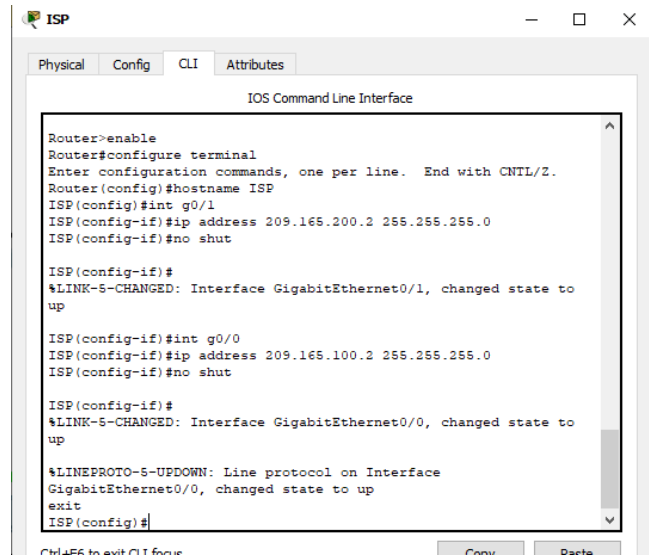 ISP
Physical Config CLI Attributes
IOS Command Line Interface
Router>enable
Router#configure terminal
Enter configuration commands, one per line.  End with CNTL/Z.
Router(config)#hostname ISP
ISP(config)#int g0/1
ISP(config-if)#ip address 209.165.200.2 255.255.255.0
ISP(config-if)#no shut
ISP(config-if)#
%LINK-5-CHANGED: Interface GigabitEthernet0/1, changed state to
up
ISP(config-if)#int g0/0
ISP(config-if)#ip address 209.165.100.2 255.255.255.0
ISP(config-if)#no shut
ISP(config-if)#
%LINK-5-CHANGED: Interface GigabitEthernet0/0, changed state to
up
%LINEPROTO-5-UPDOWN: Line protocol on Interface
GigabitEthernet0/0, changed state to up
exit
ISP(config)#
Ctrl+F6 to exit CLI focus Copy Paste